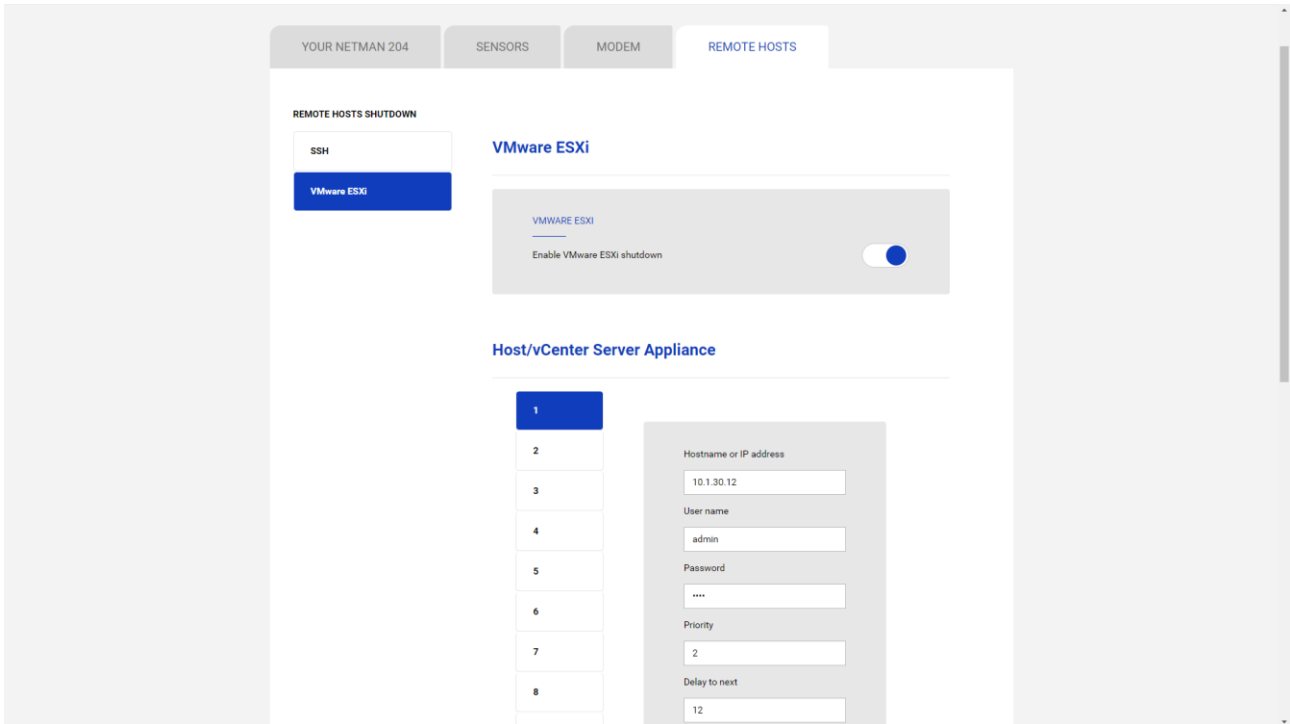 YOUR NETMAN 204
SENSORS
MODEM
REMOTE HOSTS
REMOTE HOSTS SHUTDOWN
SSH
VMware ESXi
VMware ESXi
VMWARE ESXI
Enable VMware ESXi shutdown
Host/vCenter Server Appliance
1
2
3
4
5
6
7
8
Hostname or IP address
10.1.30.12
User name
admin
Password
••••
Priority
2
Delay to next
12